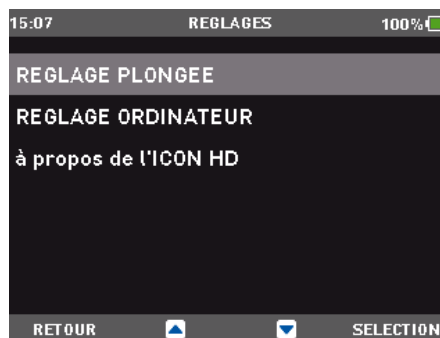 15:07 REGLAGES 100%
REGLAGE PLONGEE
REGLAGE ORDINATEUR
à propos de l'ICON HD
RETOUR SELECTION